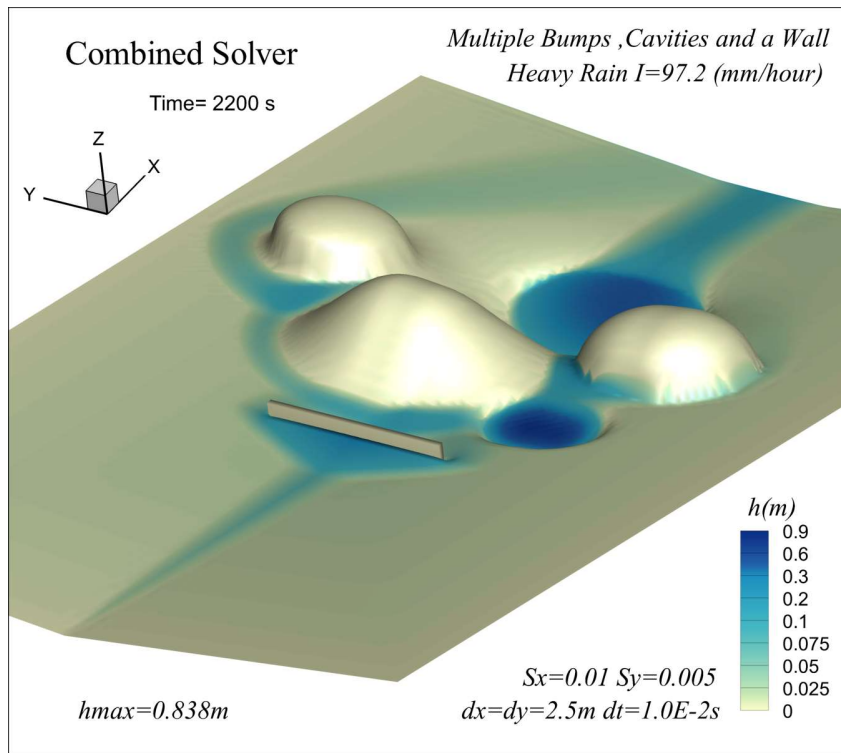 Combined Solver
Multiple Bumps ,Cavities and a Wall
Heavy Rain I=97.2 (mm/hour)
Time= 2200 s
Z
X
Y
h(m)
0.9
0.6
0.3
0.2
0.1
0.075
0.05
0.025
0
Sx=0.01 Sy=0.005
hmax=0.838m
dx=dy=2.5m dt=1.0E-2s